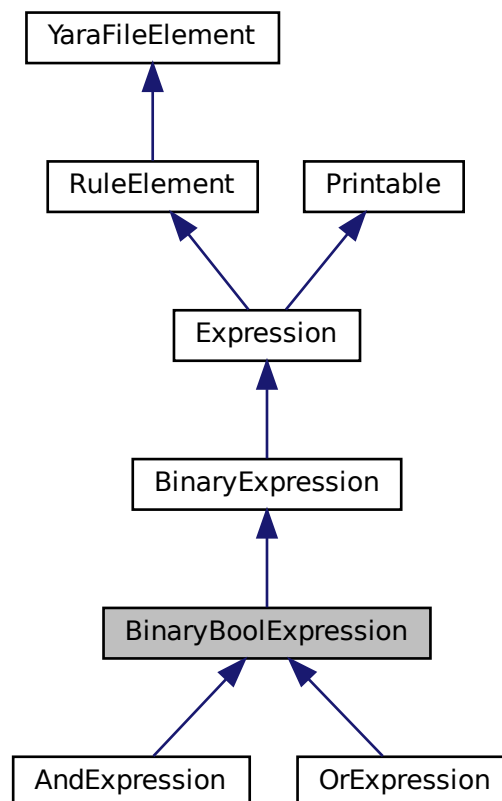 YaraFileElement
RuleElement
Printable
Expression
BinaryExpression
BinaryBoolExpression
AndExpression
OrExpression